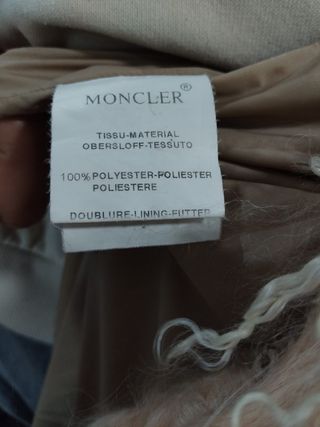 MONCLER®
TISSU-MATERIAL
OBERSLOFF-TESSUTO
100%POLYESTER-POLIESTER
POLIESTERE
DOUBLURE-LINING-FUTTER